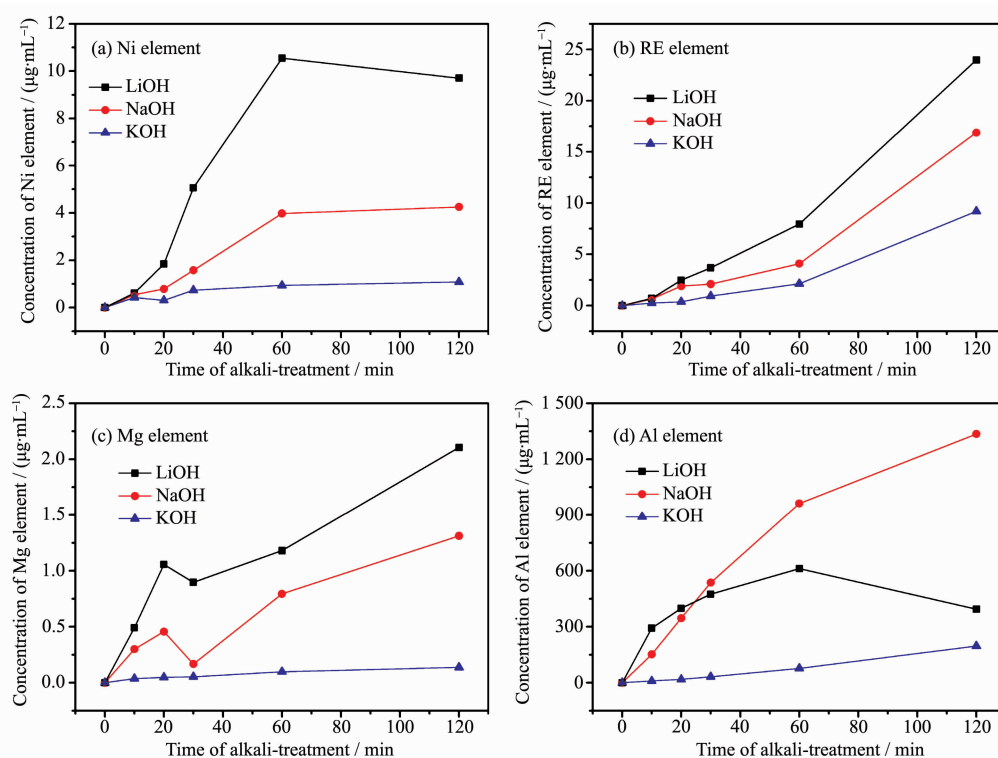 (a) Ni element
LiOH
NaOH
KOH
Concentration of Ni element / (μg·mL⁻¹)
12
10
8
6
4
2
0
0 20 40 60 80 100 120
Time of alkali-treatment / min
(b) RE element
LiOH
NaOH
KOH
Concentration of RE element / (μg·mL⁻¹)
25
20
15
10
5
0
0 20 40 60 80 100 120
Time of alkali-treatment / min
(c) Mg element
LiOH
NaOH
KOH
Concentration of Mg element / (μg·mL⁻¹)
2.5
2.0
1.5
1.0
0.5
0.0
0 20 40 60 80 100 120
Time of alkali-treatment / min
(d) Al element
LiOH
NaOH
KOH
Concentration of Al element / (μg·mL⁻¹)
1 500
1 200
900
600
300
0
0 20 40 60 80 100 120
Time of alkali-treatment / min